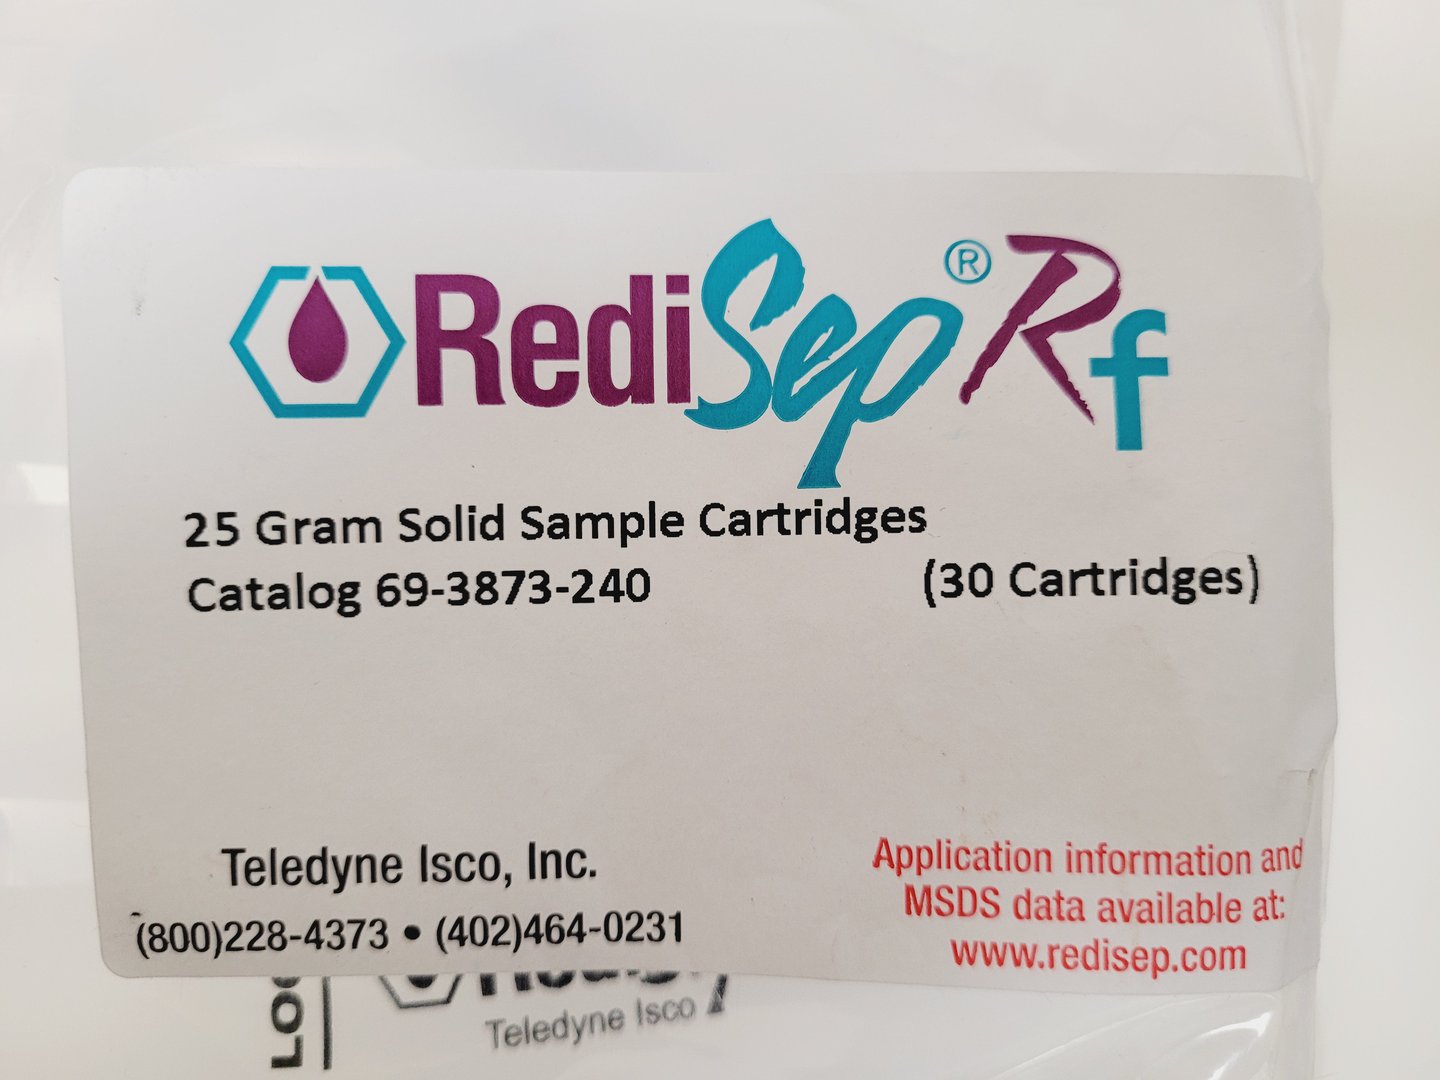 RediSep® Rf
25 Gram Solid Sample Cartridges
Catalog 69-3873-240 (30 Cartridges)
Teledyne Isco, Inc.
(800)228-4373 • (402)464-0231
Application information and
MSDS data available at:
www.redisep.com
Teledyne Isco